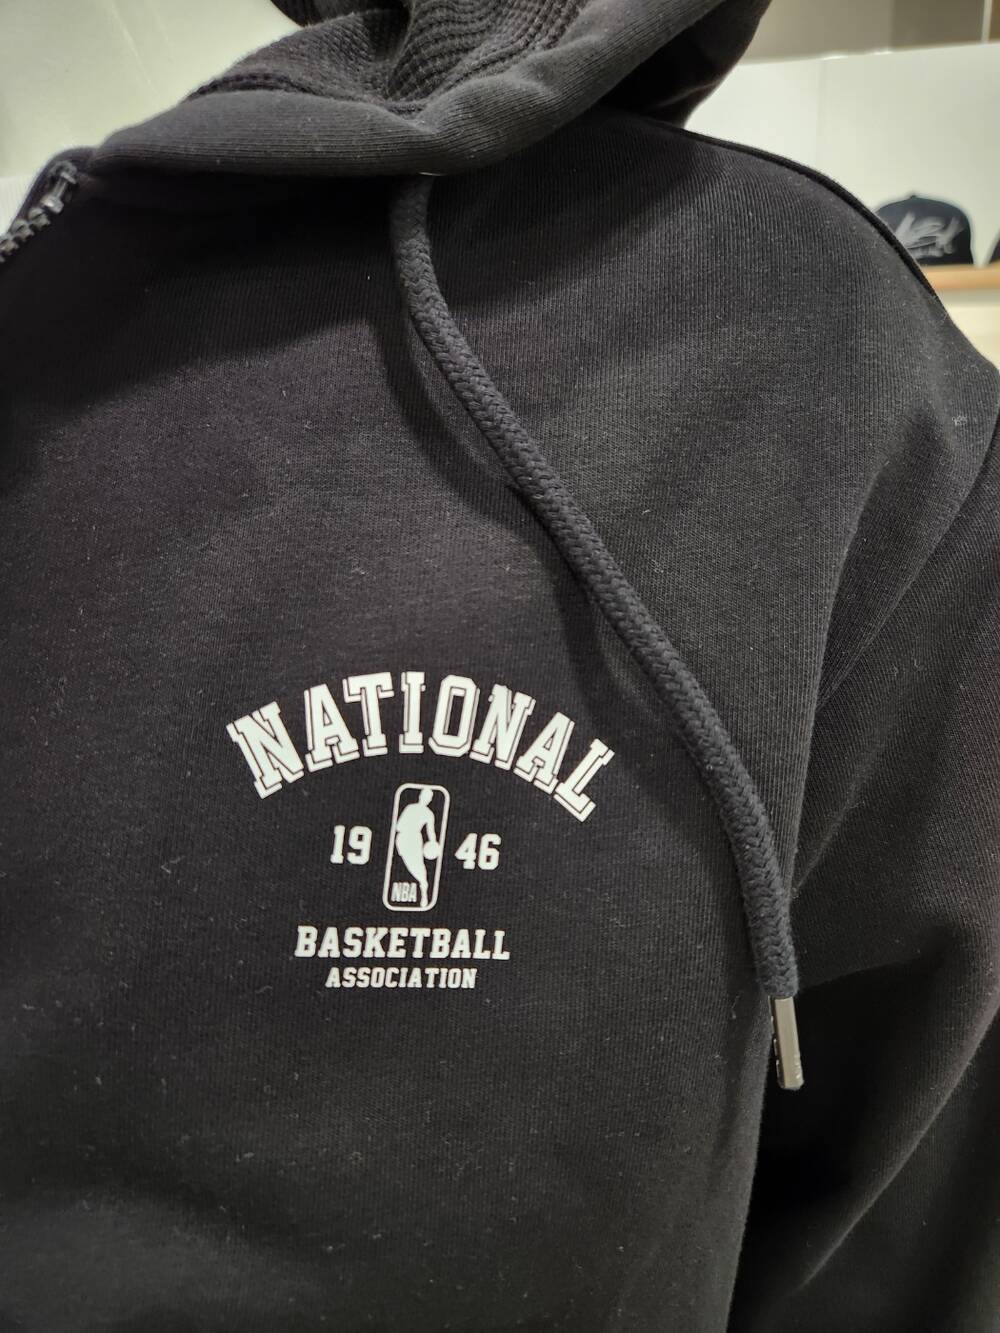 NATIONAL
19 46
NBA
BASKETBALL
ASSOCIATION